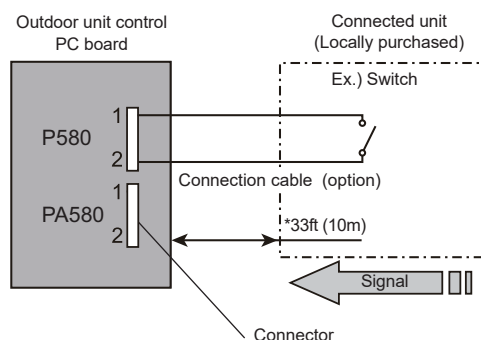 Outdoor unit control
PC board
Connected unit
(Locally purchased)
Ex.) Switch
1
P580
2
Connection cable (option)
1
PA580
2
*33ft (10m)
Signal
Connector